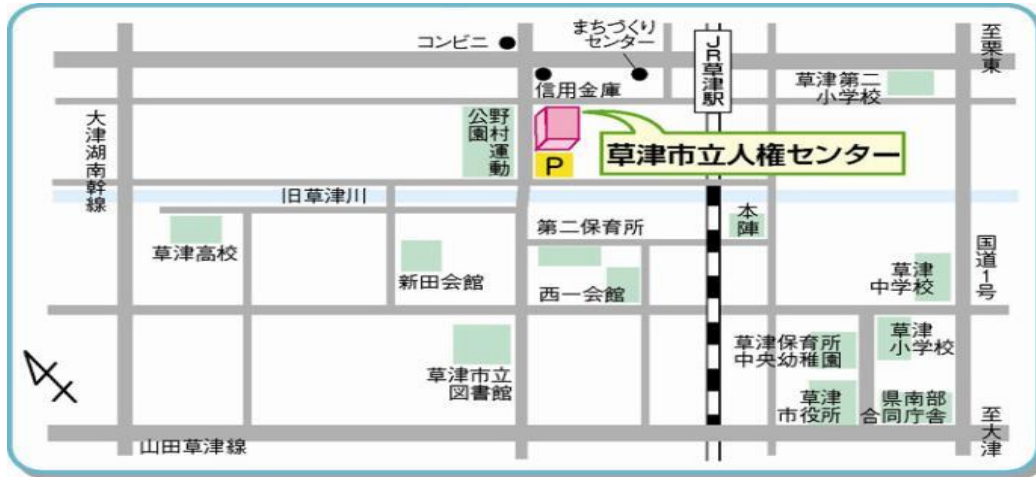 コンビニ
まちづくり
センター
信用金庫
JR草津駅
至栗東
草津第二
小学校
大津湖南幹線
野村運動
公園
P
草津市立人権センター
旧草津川
本陣
第二保育所
草津高校
新田会館
西一会館
国道1号
草津
中学校
草津市立
図書館
草津保育所
中央幼稚園
草津
小学校
草津
市役所
県南部
合同庁舎
至大津
山田草津線